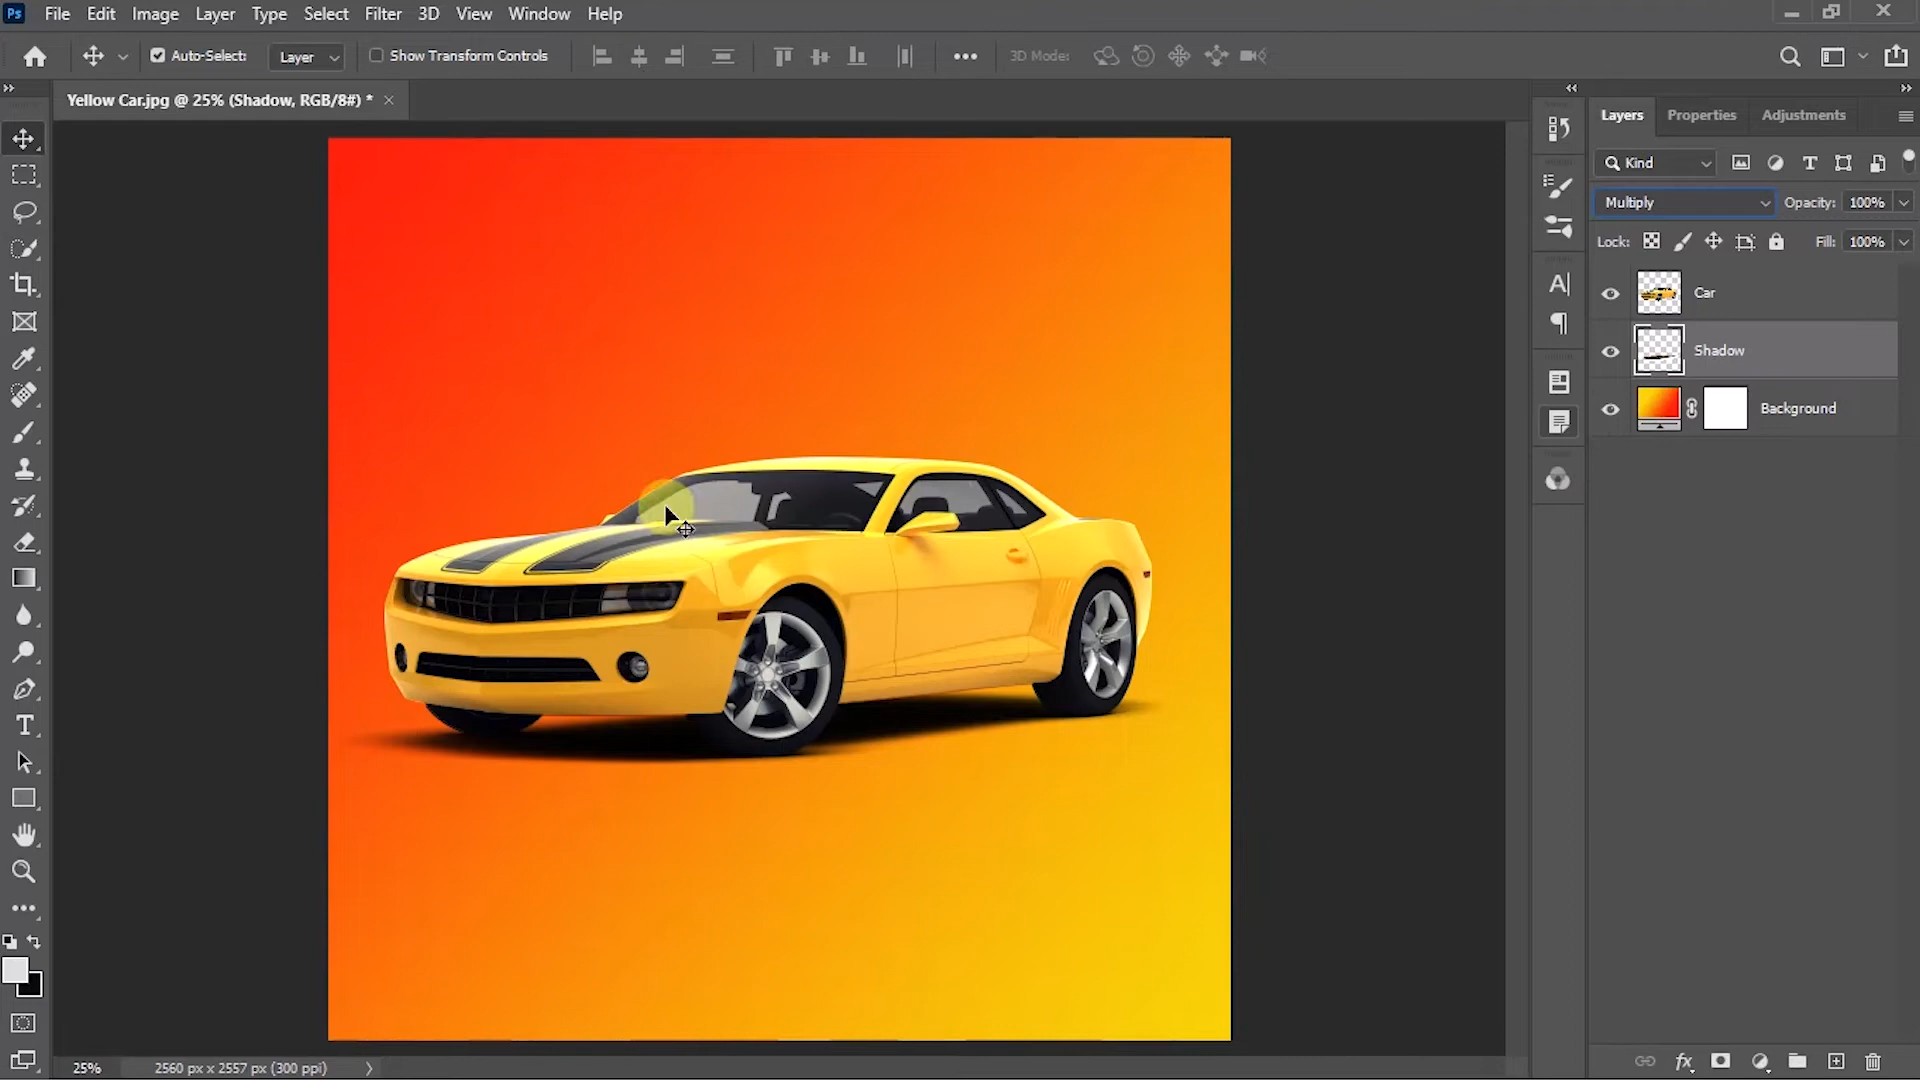 Ps File Edit Image Layer Type Select Filter 3D View Window Help
Auto-Select: Layer Show Transform Controls 3D Mode:
Yellow Car.jpg @ 25% (Shadow, RGB/8#) *
Layers Properties Adjustments
Kind
Multiply Opacity: 100%
Lock: Fill: 100%
Car
Shadow
Background
25% 2560 px x 2557 px (300 ppi)